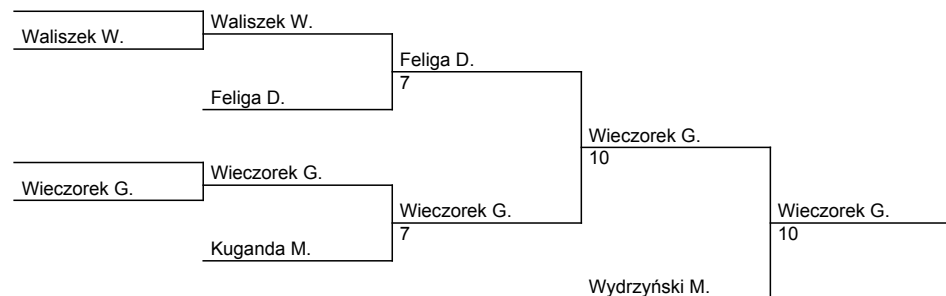 Waliszek W.
Waliszek W.
Feliga D.
7
Feliga D.
Wieczorek G.
10
Wieczorek G.
Wieczorek G.
Wieczorek G.
7
Wieczorek G.
10
Kuganda M.
Wydrzyński M.